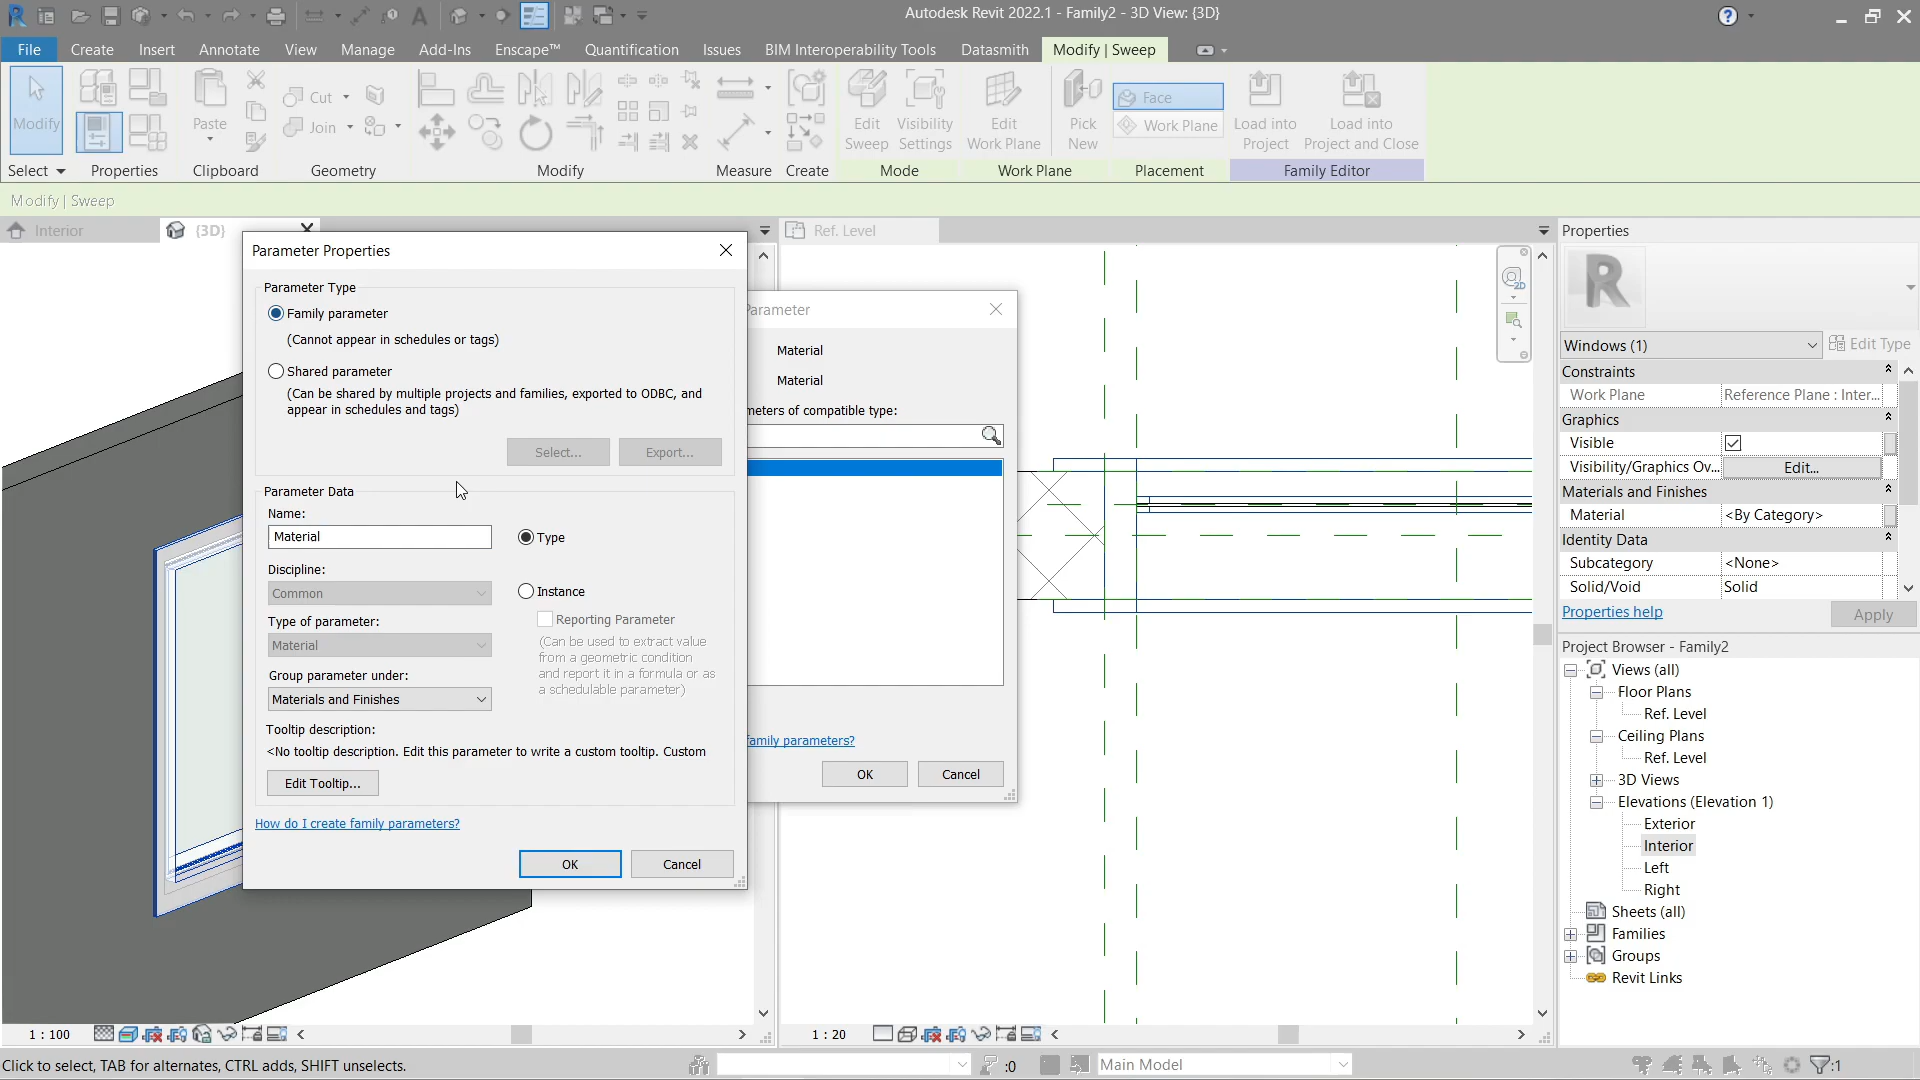 Autodesk Revit 2022.1 - Family2 - 3D View: {3D}
File Create Insert Annotate View Manage Add-Ins Enscape™ Quantification Issues BIM Interoperability Tools Datasmith Modify | Sweep
Modify Paste Cut Join Edit Sweep Visibility Settings Edit Work Plane Pick New Face Work Plane Load into Project Load into Project and Close
Select Properties Clipboard Geometry Modify Measure Create Mode Work Plane Placement Family Editor
Modify | Sweep
Interior {3D} Ref. Level
Parameter Properties
Parameter Type
Family parameter
(Cannot appear in schedules or tags)
Shared parameter
(Can be shared by multiple projects and families, exported to ODBC, and
appear in schedules and tags)
Select... Export...
Parameter Data
Name:
Material
Type
Discipline:
Common
Instance
Reporting Parameter
(Can be used to extract value
from a geometric condition
and report it in a formula or as
a schedulable parameter)
Type of parameter:
Material
Group parameter under:
Materials and Finishes
Tooltip description:
<No tooltip description. Edit this parameter to write a custom tooltip. Custom
Edit Tooltip...
How do I create family parameters?
OK Cancel
Parameter
Material
Material
meters of compatible type:
family parameters?
OK Cancel
2D
Properties
R
Windows (1) Edit Type
Constraints
Work Plane Reference Plane : Inter...
Graphics
Visible
Visibility/Graphics Ov... Edit...
Materials and Finishes
Material <By Category>
Identity Data
Subcategory <None>
Solid/Void Solid
Properties help Apply
Project Browser - Family2
Views (all)
Floor Plans
Ref. Level
Ceiling Plans
Ref. Level
3D Views
Elevations (Elevation 1)
Exterior
Interior
Left
Right
Sheets (all)
Families
Groups
Revit Links
1 : 100
1 : 20
Click to select, TAB for alternates, CTRL adds, SHIFT unselects. :0 Main Model :1